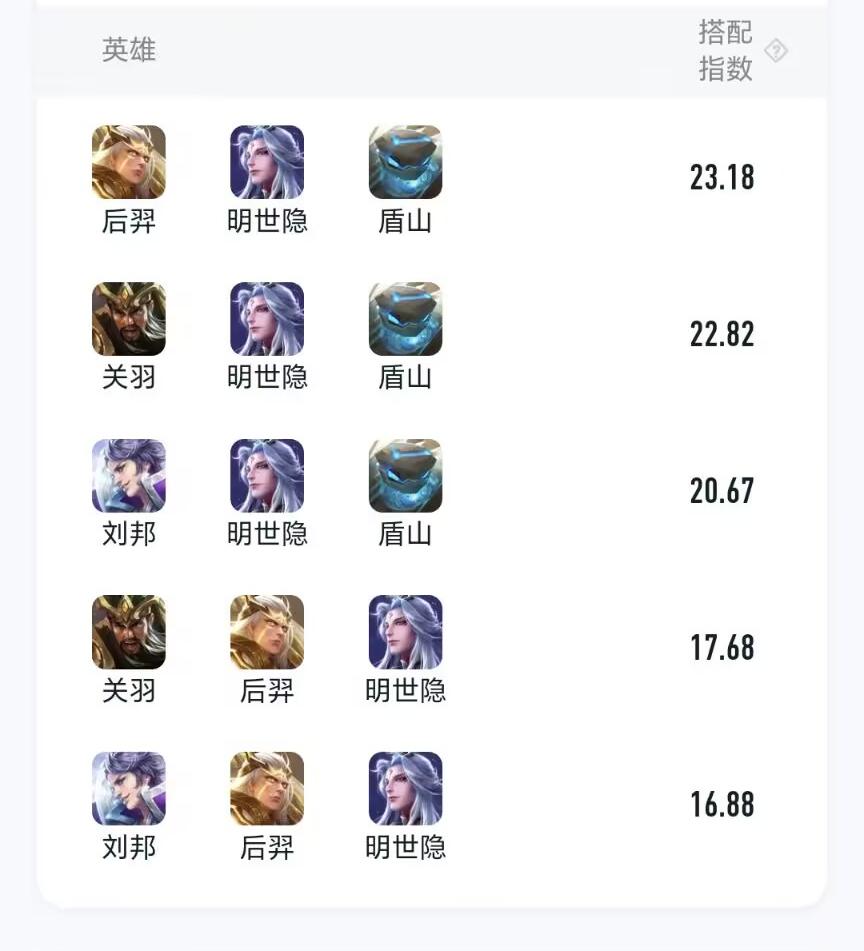 英雄
搭配
指数
后羿 明世隐 盾山 23.18
关羽 明世隐 盾山 22.82
刘邦 明世隐 盾山 20.67
关羽 后羿 明世隐 17.68
刘邦 后羿 明世隐 16.88